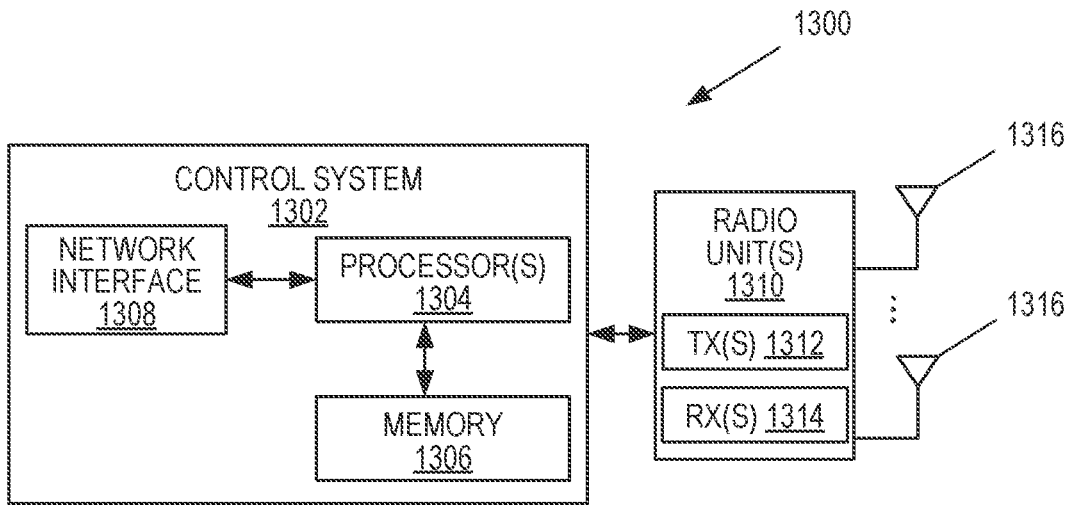 1300
1316
CONTROL SYSTEM
1302
NETWORK
INTERFACE
1308
PROCESSOR(S)
1304
MEMORY
1306
RADIO
UNIT(S)
1310
TX(S) 1312
RX(S) 1314
1316